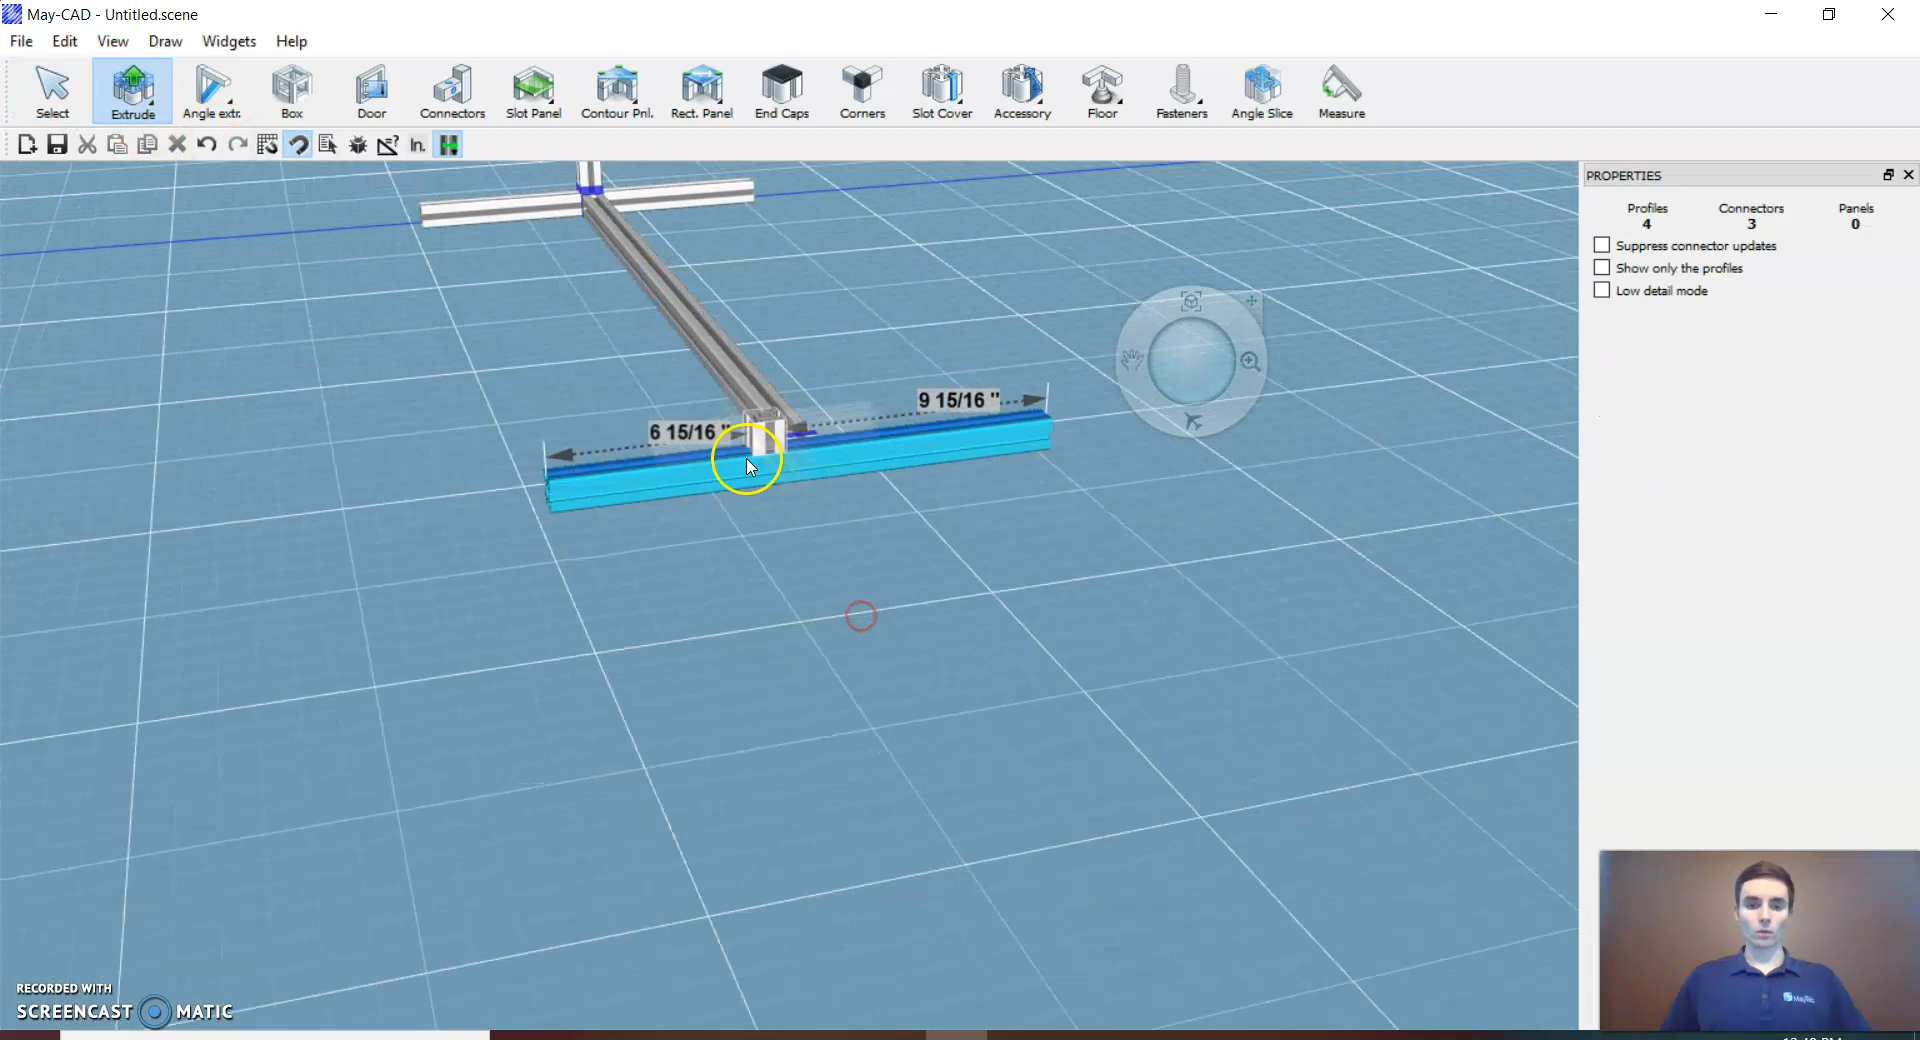 May-CAD - Untitled.scene
File Edit View Draw Widgets Help
Select Extrude Angle extr. Box Door Connectors Slot Panel Contour Pnl. Rect. Panel End Caps Corners Slot Cover Accessory Floor Fasteners Angle Slice Measure
In.
PROPERTIES
Profiles Connectors Panels
4 3 0
Suppress connector updates
Show only the profiles
Low detail mode
9 15/16 "
6 15/16 "
MayTec
RECORDED WITH
SCREENCAST MATIC